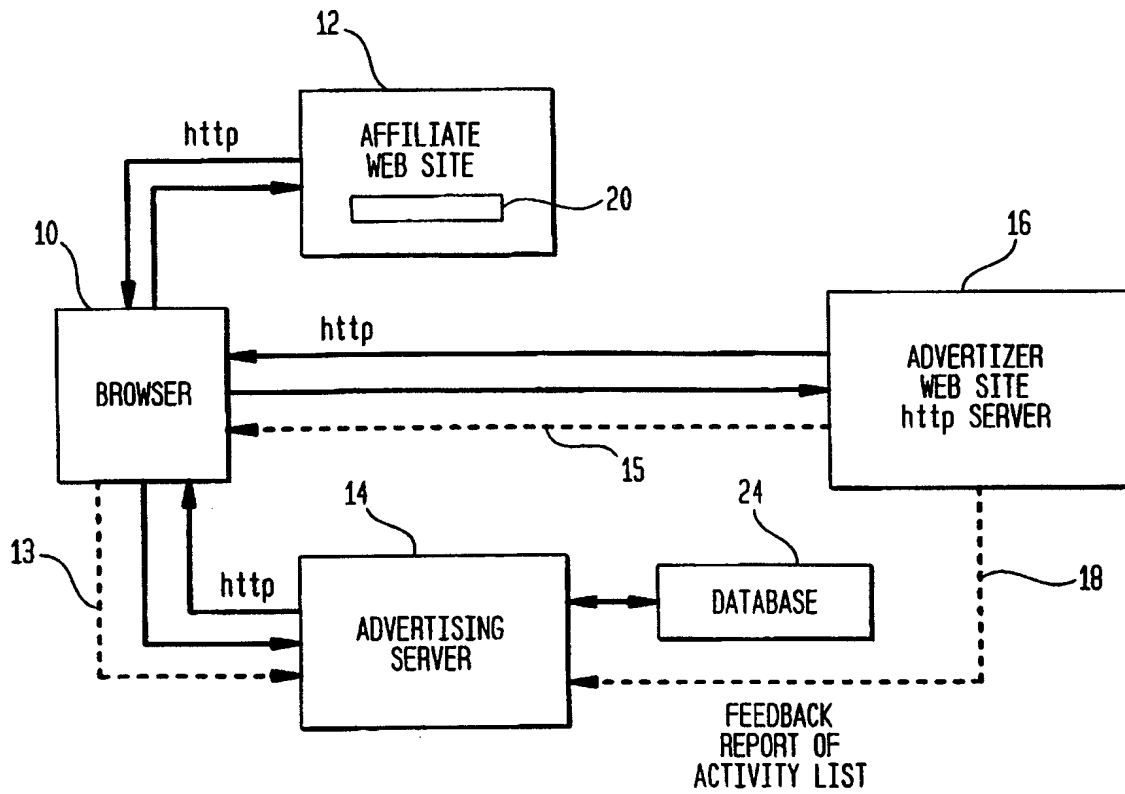 12
http
AFFILIATE
WEB SITE
20
10
16
http
BROWSER
ADVERTIZER
WEB SITE
http SERVER
15
14
24
13
http
DATABASE
18
ADVERTISING
SERVER
FEEDBACK
REPORT OF
ACTIVITY LIST